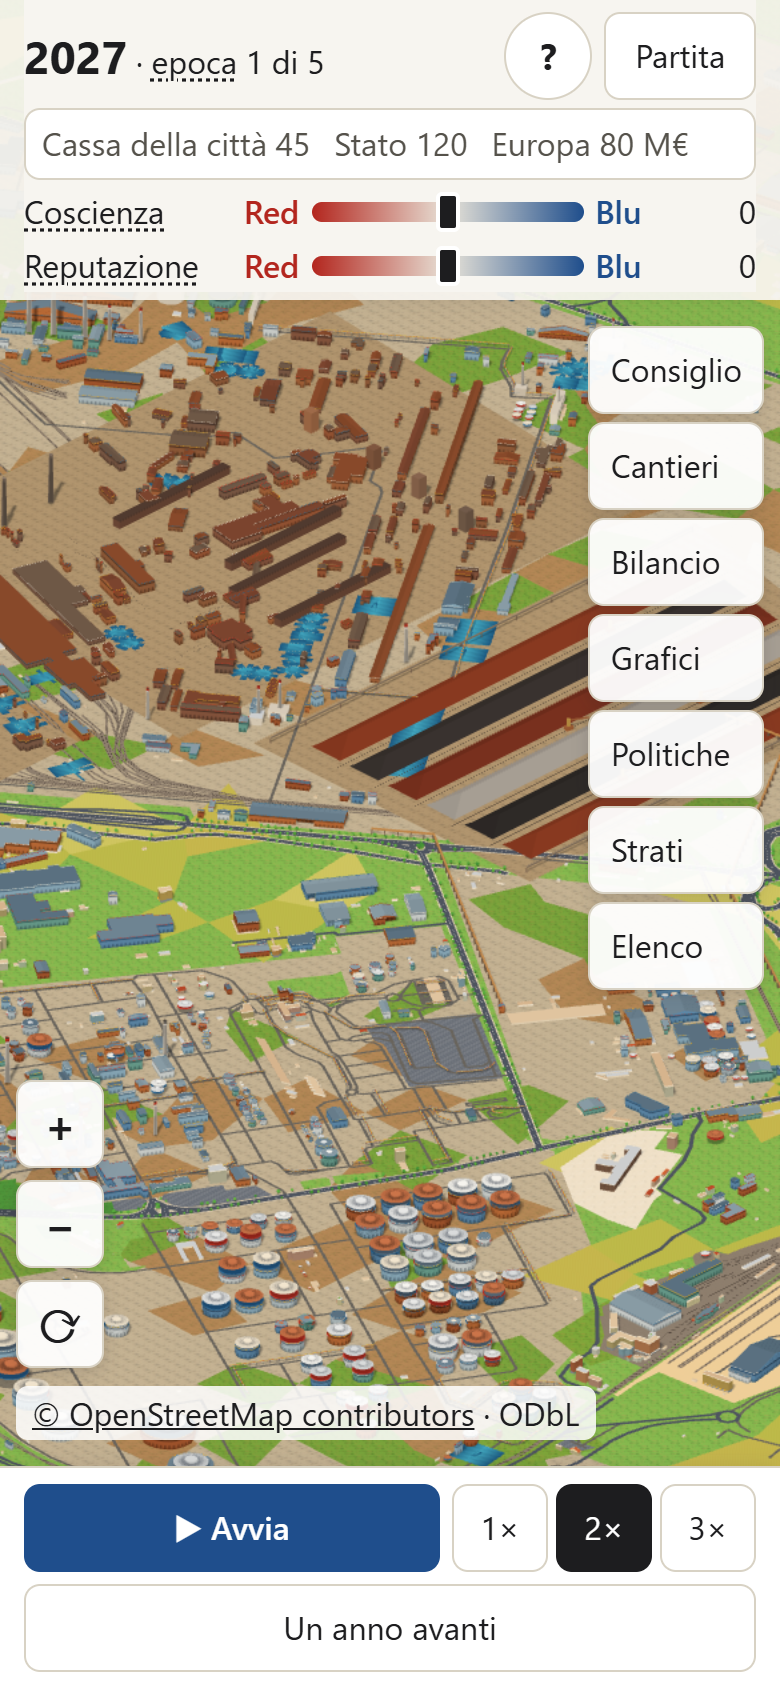 2027 · epoca 1 di 5
?
Partita
Cassa della città 45 Stato 120 Europa 80 M€
Coscienza Red Blu 0
Reputazione Red Blu 0
Consiglio
Cantieri
Bilancio
Grafici
Politiche
Strati
Elenco
+
−
© OpenStreetMap contributors · ODbL
▶ Avvia 1× 2× 3×
Un anno avanti